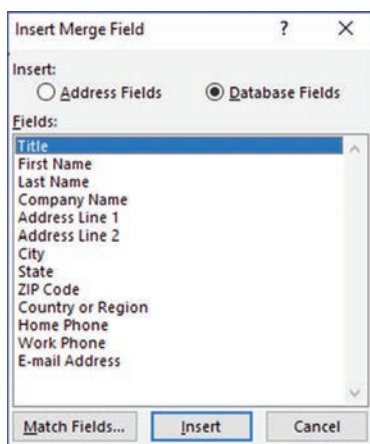 Insert Merge Field ? X
Insert:
Address Fields Database Fields
Fields:
Title
First Name
Last Name
Company Name
Address Line 1
Address Line 2
City
State
ZIP Code
Country or Region
Home Phone
Work Phone
E-mail Address
Match Fields... Insert Cancel